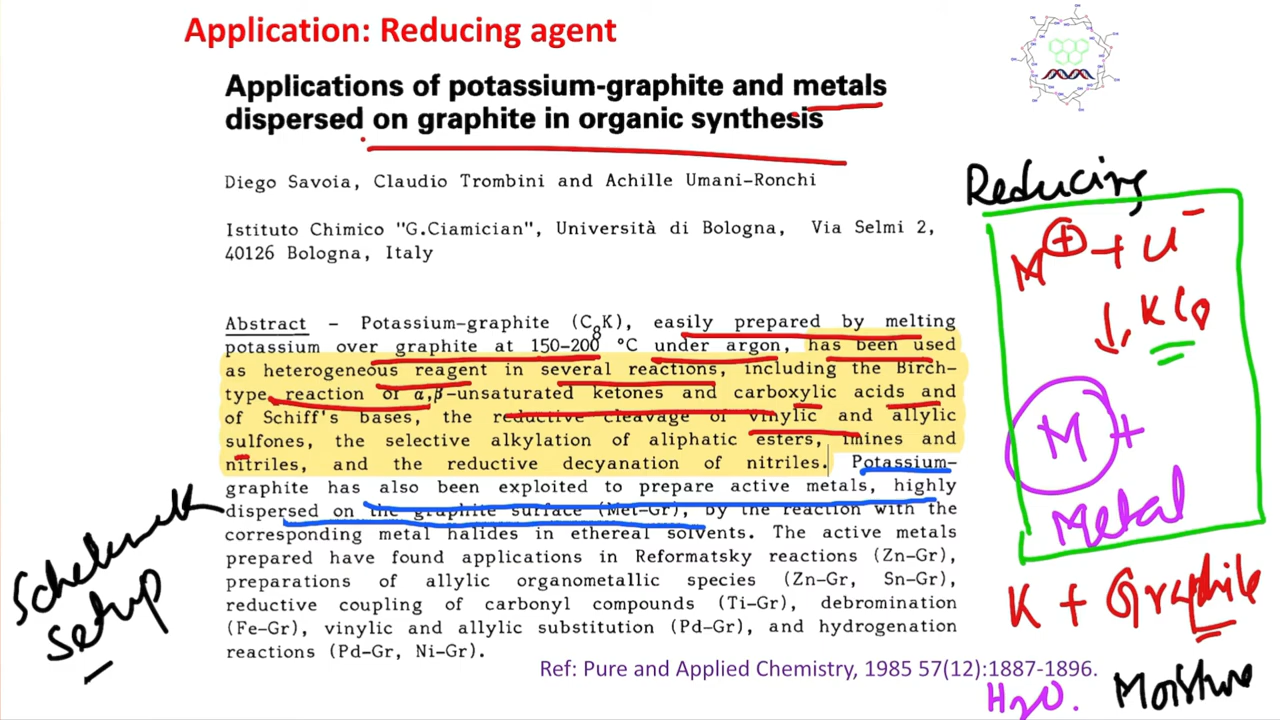 Application: Reducing agent
Applications of potassium-graphite and metals
dispersed on graphite in organic synthesis
Diego Savoia, Claudio Trombini and Achille Umani-Ronchi
Istituto Chimico "G.Ciamician", Università di Bologna, Via Selmi 2,
40126 Bologna, Italy
Abstract – Potassium-graphite (C8K), easily prepared by melting
potassium over graphite at 150-200 °C under argon, has been used
as heterogeneous reagent in several reactions, including the Birch-
type reaction of α,β-unsaturated ketones and carboxylic acids and
of Schiff's bases, the reductive cleavage of vinylic and allylic
sulfones, the selective alkylation of aliphatic esters, imines and
nitriles, and the reductive decyanation of nitriles. Potassium-
graphite has also been exploited to prepare active metals, highly
dispersed on the graphite surface (Met-Gr), by the reaction with the
corresponding metal halides in ethereal solvents. The active metals
prepared have found applications in Reformatsky reactions (Zn-Gr),
preparations of allylic organometallic species (Zn-Gr, Sn-Gr),
reductive coupling of carbonyl compounds (Ti-Gr), debromination
(Fe-Gr), vinylic and allylic substitution (Pd-Gr), and hydrogenation
reactions (Pd-Gr, Ni-Gr).
Ref: Pure and Applied Chemistry, 1985 57(12):1887-1896.
Reducing
M⊕ +
↓ KC8
M +
Metal
K + Graphite
H2O. Moisture
setup